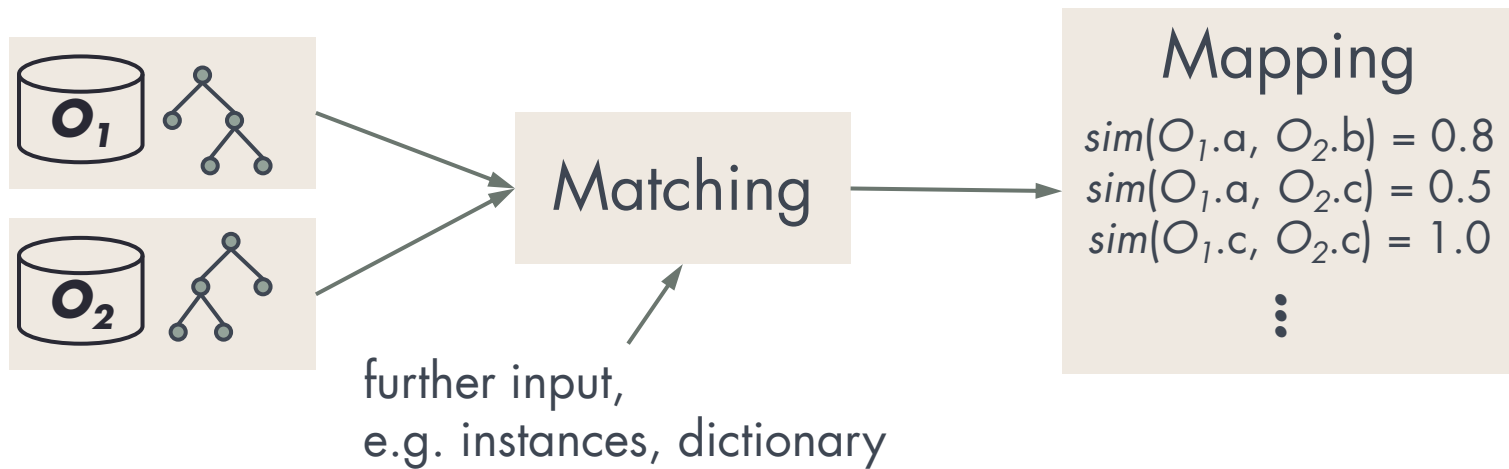 O₁
O₂
Matching
further input,
e.g. instances, dictionary
Mapping
sim(O₁.a, O₂.b) = 0.8
sim(O₁.a, O₂.c) = 0.5
sim(O₁.c, O₂.c) = 1.0
⋮